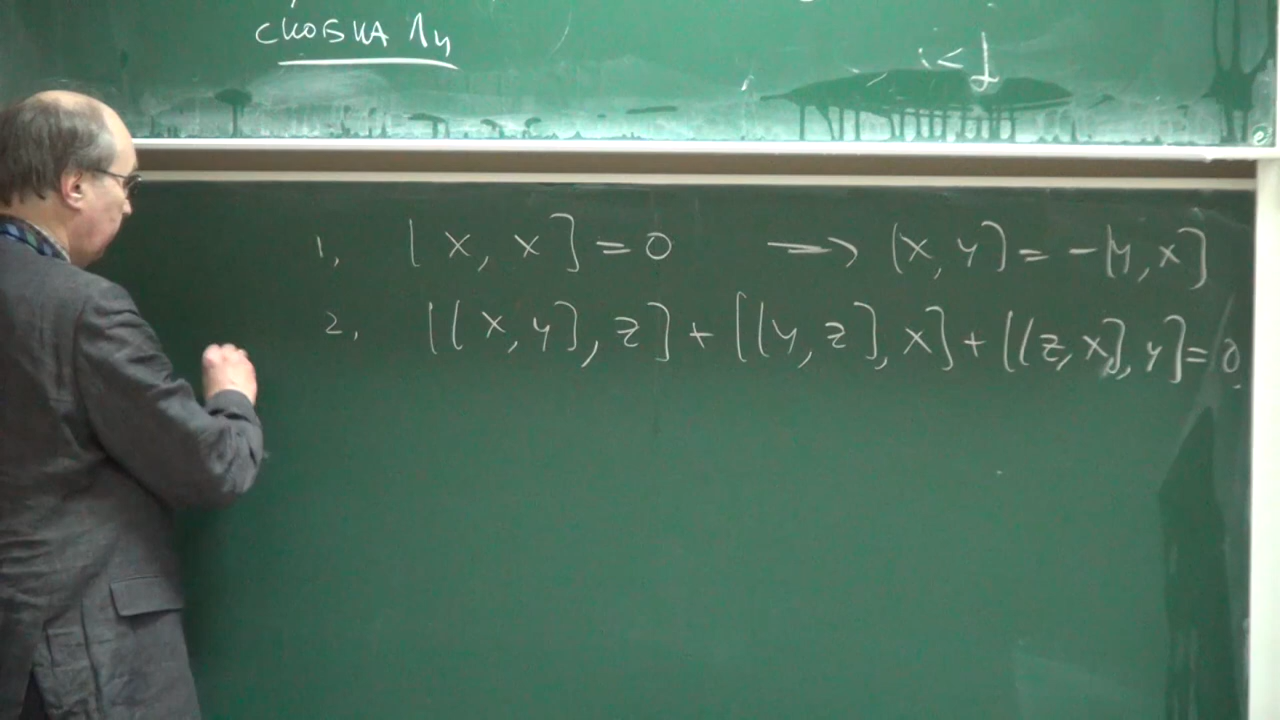 скобка Ли
i < j
1, [x, x] = 0 → [x, y] = -[y, x]
2, [[x, y], z] + [[y, z], x] + [[z, x], y] = 0.